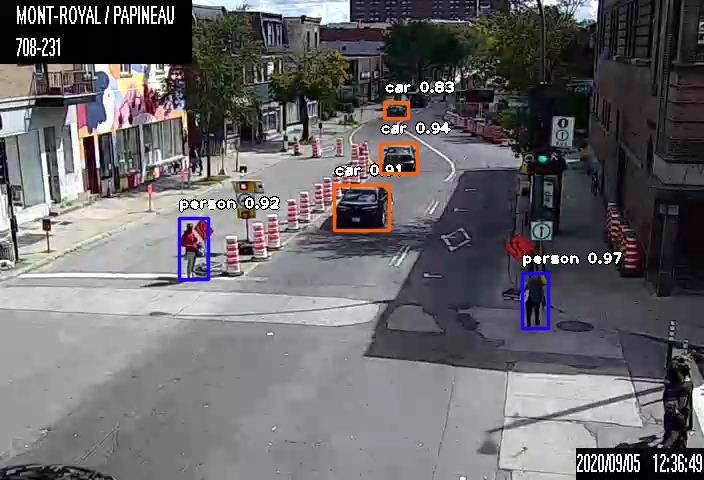 MONT-ROYAL / PAPINEAU
708-231
car 0.83
car 0.94
car 0.91
person 0.92
person 0.97
2020/09/05 12:36:49